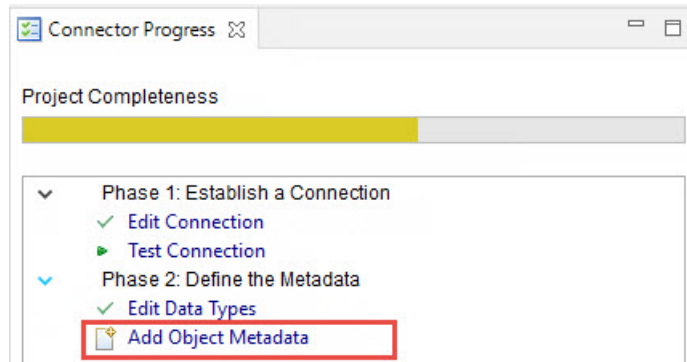 Connector Progress
Project Completeness
Phase 1: Establish a Connection
Edit Connection
Test Connection
Phase 2: Define the Metadata
Edit Data Types
Add Object Metadata